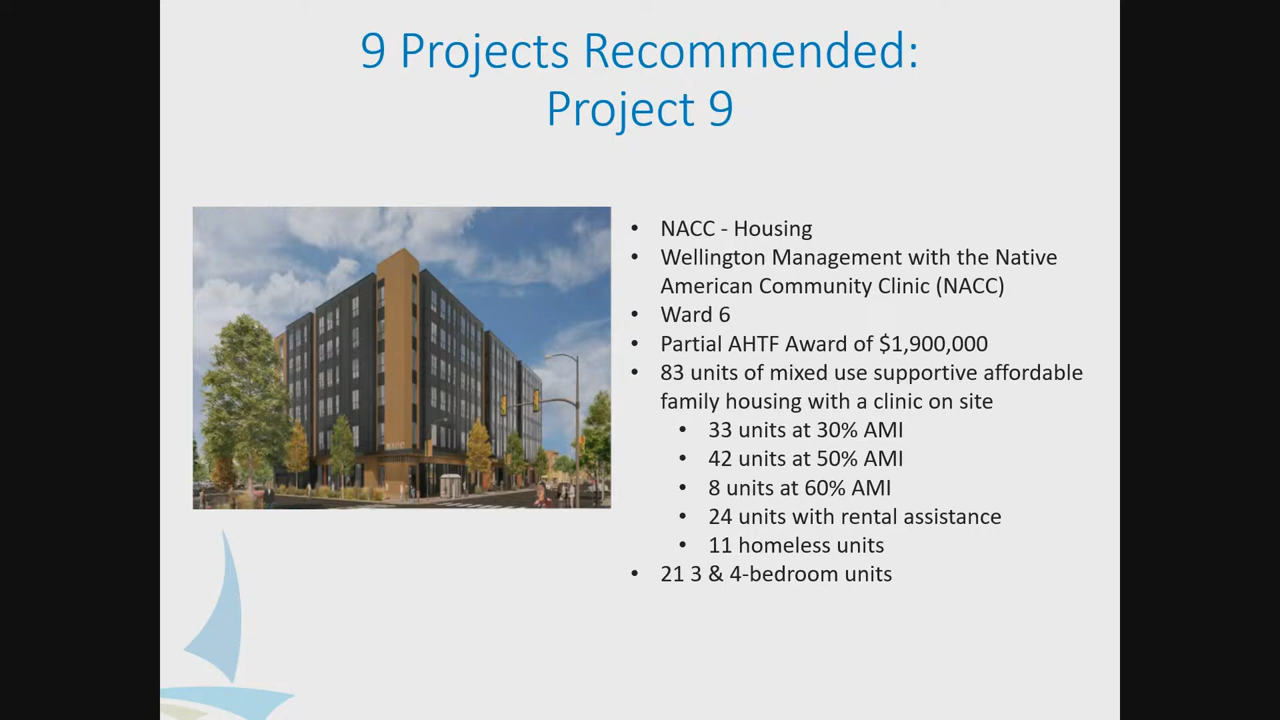 9 Projects Recommended:
Project 9
• NACC - Housing
• Wellington Management with the Native
American Community Clinic (NACC)
• Ward 6
• Partial AHTF Award of $1,900,000
• 83 units of mixed use supportive affordable
family housing with a clinic on site
• 33 units at 30% AMI
• 42 units at 50% AMI
• 8 units at 60% AMI
• 24 units with rental assistance
• 11 homeless units
• 21 3 & 4-bedroom units